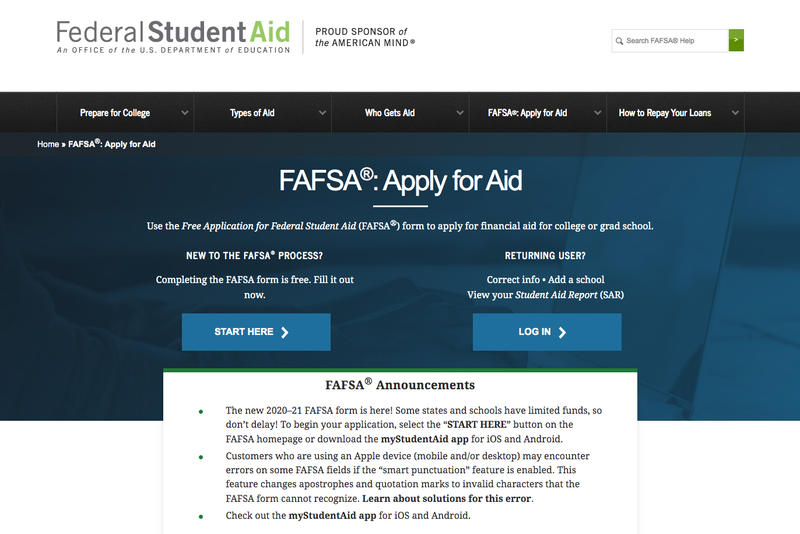 Federal Student Aid
An OFFICE of the U.S. DEPARTMENT of EDUCATION
PROUD SPONSOR of
the AMERICAN MIND®
Search FAFSA® Help
>
Prepare for College
Types of Aid
Who Gets Aid
FAFSA®: Apply for Aid
How to Repay Your Loans
Home » FAFSA®: Apply for Aid
FAFSA®: Apply for Aid
Use the Free Application for Federal Student Aid (FAFSA®) form to apply for financial aid for college or grad school.
NEW TO THE FAFSA® PROCESS?
Completing the FAFSA form is free. Fill it out
now.
START HERE
RETURNING USER?
Correct info • Add a school
View your Student Aid Report (SAR)
LOG IN
FAFSA® Announcements
• The new 2020–21 FAFSA form is here! Some states and schools have limited funds, so
don't delay! To begin your application, select the “START HERE” button on the
FAFSA homepage or download the myStudentAid app for iOS and Android.
• Customers who are using an Apple device (mobile and/or desktop) may encounter
errors on some FAFSA fields if the “smart punctuation” feature is enabled. This
feature changes apostrophes and quotation marks to invalid characters that the
FAFSA form cannot recognize. Learn about solutions for this error.
• Check out the myStudentAid app for iOS and Android.